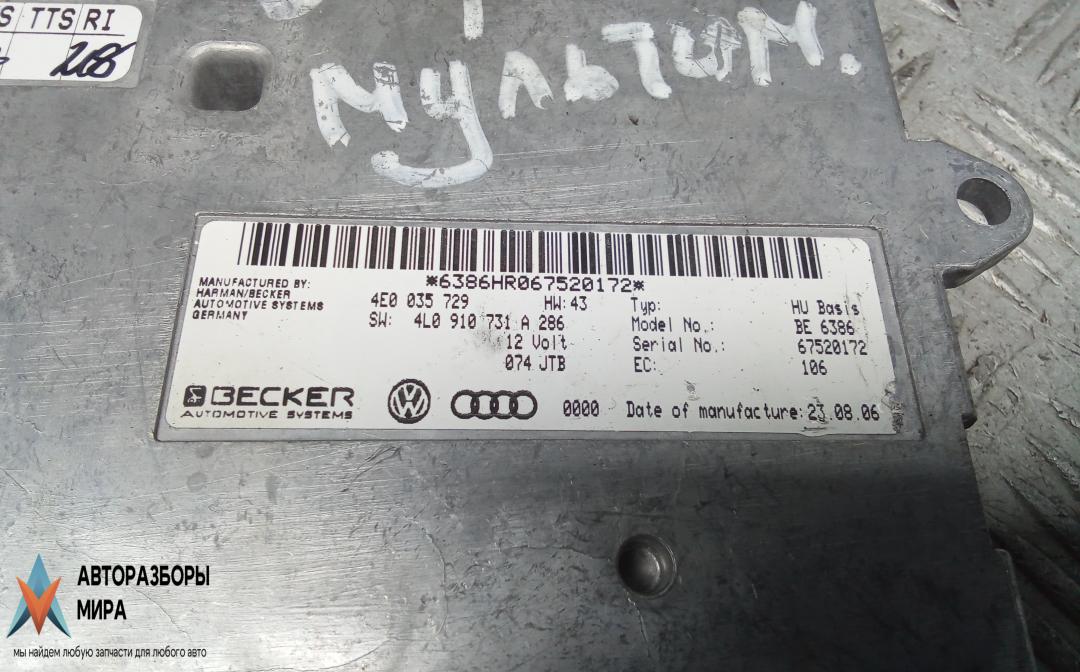 TTS RI
Мультим.
*6386HR067520172*
MANUFACTURED BY:
HARMAN/BECKER
AUTOMOTIVE SYSTEMS
GERMANY
4E0 035 729 HW:43
SW: 4L0 910 731 A 286
12 Volt
074 JTB
Typ: HU Basis
Model No.: BE 6386
Serial No.: 67520172
EC: 106
BECKER
AUTOMOTIVE SYSTEMS
0000 Date of manufacture: 23.08.06
АВТОРАЗБОРЫ
МИРА
мы найдем любую запчасти для любого авто